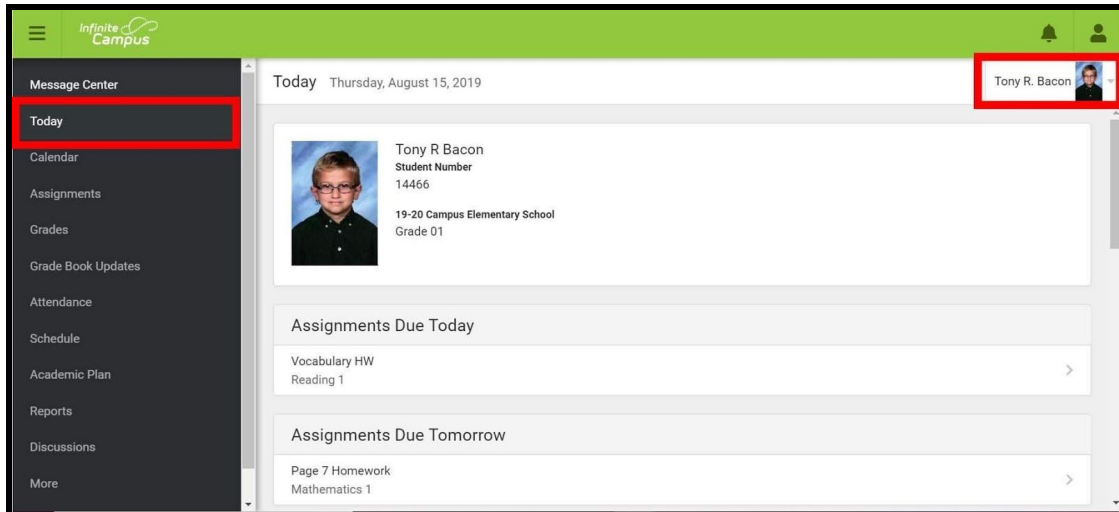 Infinite
Campus
Message Center
Today
Calendar
Assignments
Grades
Grade Book Updates
Attendance
Schedule
Academic Plan
Reports
Discussions
More
Today Thursday, August 15, 2019
Tony R. Bacon
Tony R Bacon
Student Number
14466
19-20 Campus Elementary School
Grade 01
Assignments Due Today
Vocabulary HW
Reading 1
Assignments Due Tomorrow
Page 7 Homework
Mathematics 1